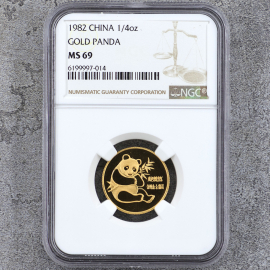 1982 CHINA 1/4oz
GOLD PANDA
MS 69
6199997-014
NUMISMATIC GUARANTY CORPORATION
NGC